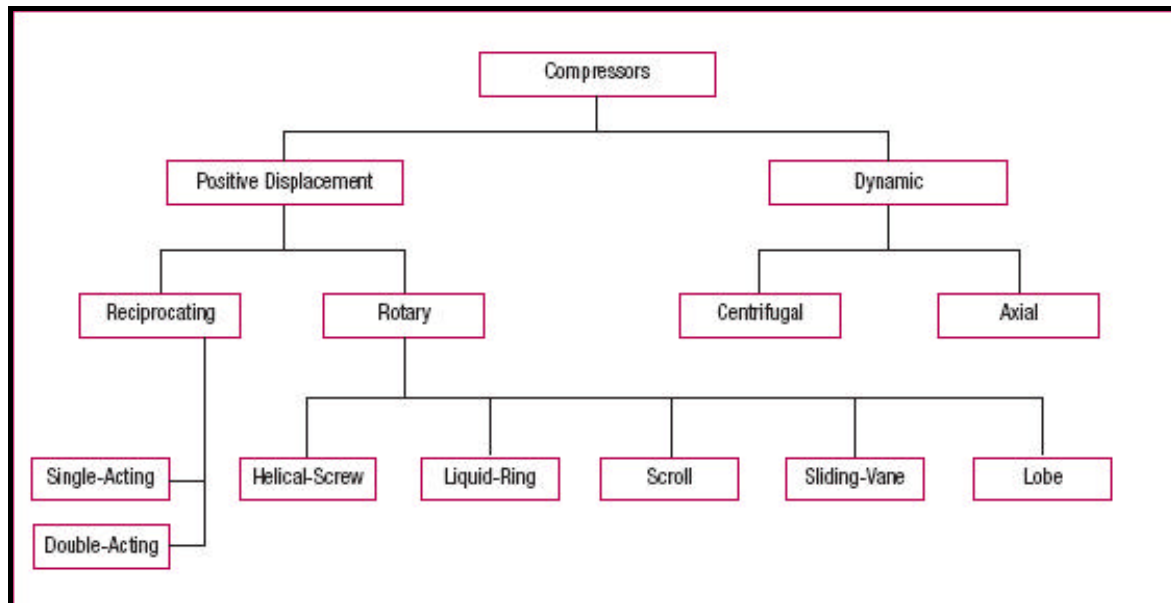 Compressors
Positive Displacement
Dynamic
Reciprocating
Rotary
Centrifugal
Axial
Single-Acting
Helical-Screw
Liquid-Ring
Scroll
Sliding-Vane
Lobe
Double-Acting